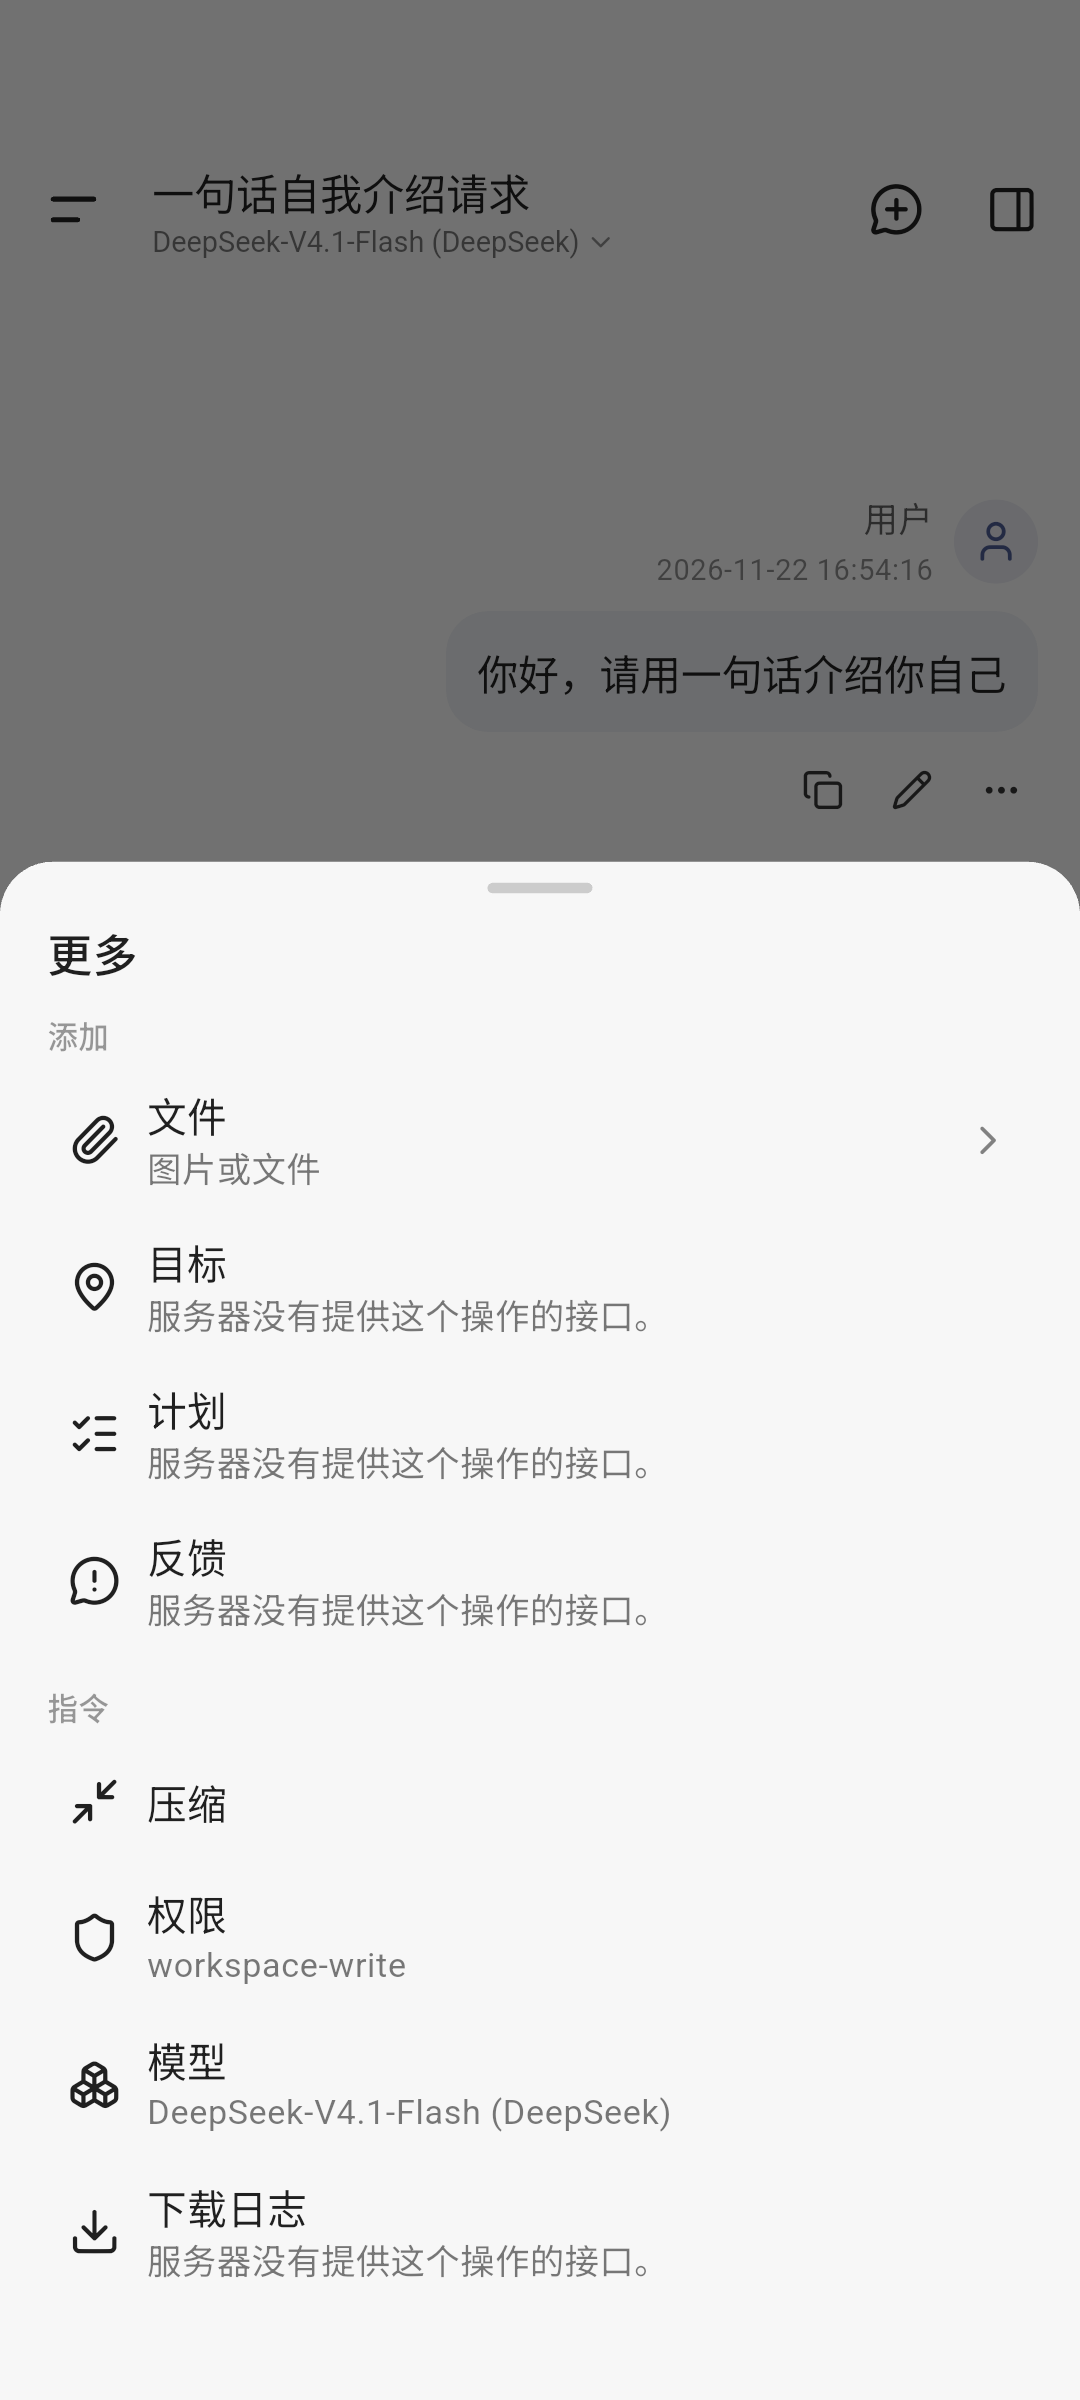 一句话自我介绍请求
DeepSeek-V4.1-Flash (DeepSeek)
用户
2026-11-22 16:54:16
你好，请用一句话介绍你自己
更多
添加
文件
图片或文件
目标
服务器没有提供这个操作的接口。
计划
服务器没有提供这个操作的接口。
反馈
服务器没有提供这个操作的接口。
指令
压缩
权限
workspace-write
模型
DeepSeek-V4.1-Flash (DeepSeek)
下载日志
服务器没有提供这个操作的接口。